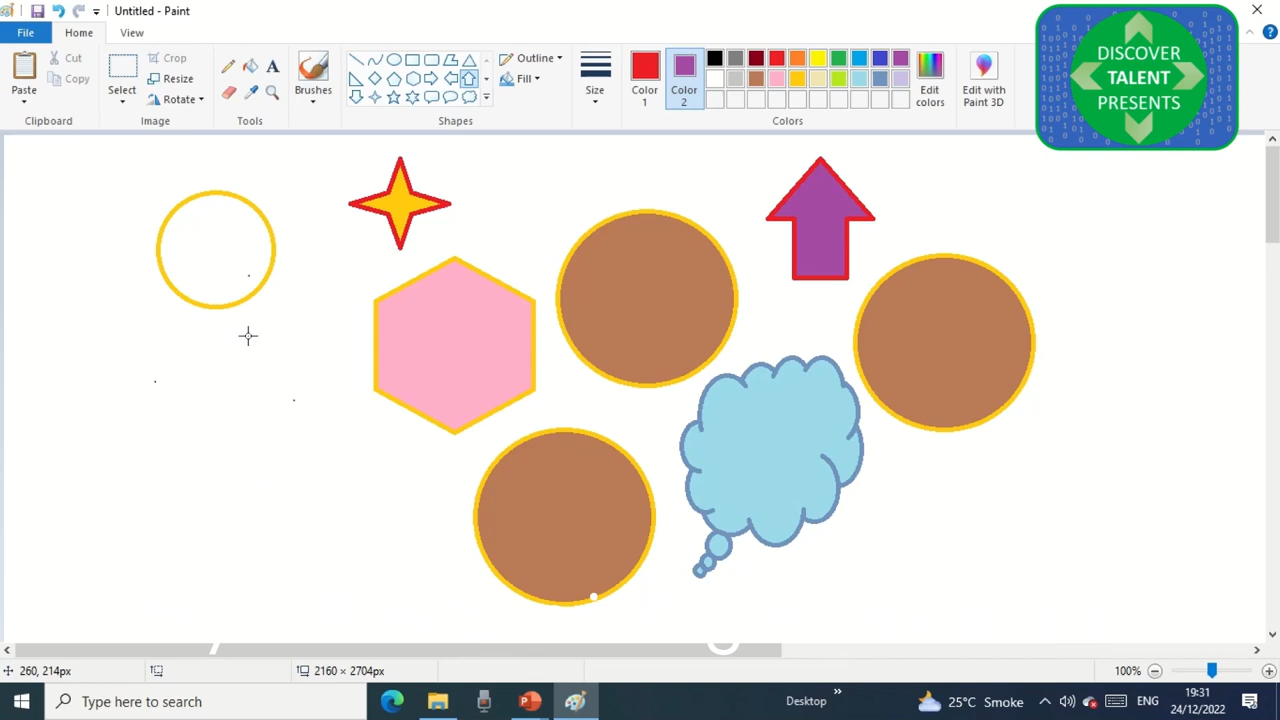 Untitled - Paint
File Home View
Cut
Copy
Paste
Clipboard
Select
Crop
Resize
Rotate
Image
Tools
Brushes
Outline
Fill
Shapes
Size
Color 1
Color 2
Edit colors
Colors
Edit with Paint 3D
DISCOVER
TALENT
PRESENTS
260, 214px
2160 × 2704px
100%
Type here to search
Desktop
25°C Smoke
ENG
19:31
24/12/2022